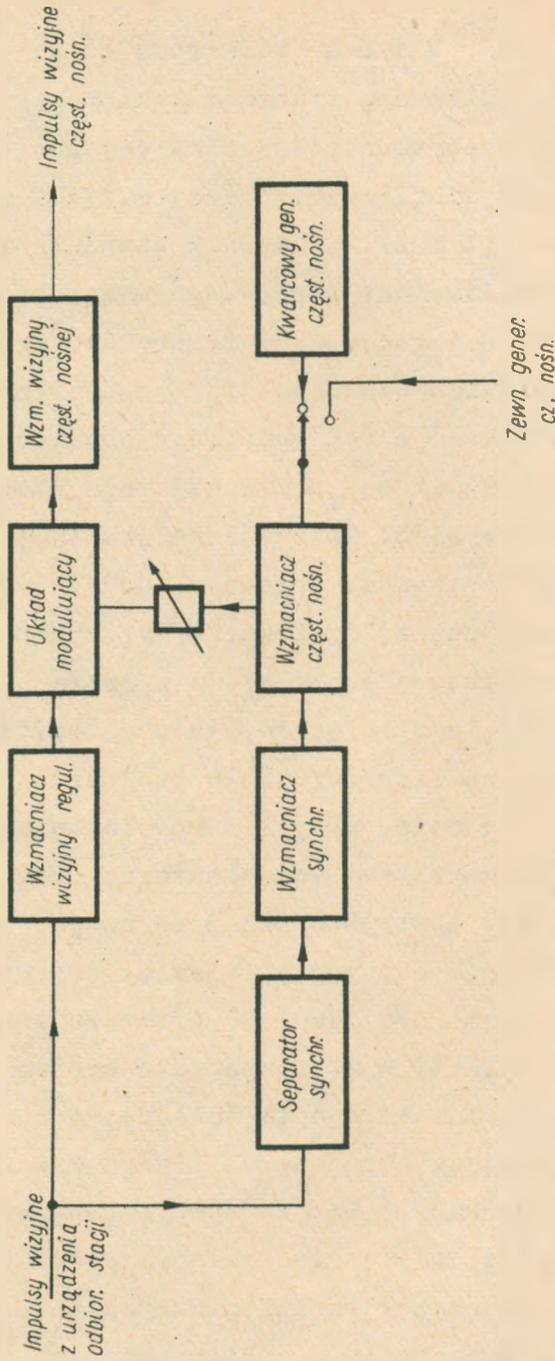 Impulsy wizyjne
z urządzenia
odbior. stacji
Wzmacniacz
wizyjny regul.
Układ
modulujący
Wzm. wizyjny
częst. nośnej
Impulsy wizyjne
częst. nośn.
Separator
synchr.
Wzmacniacz
synchr.
Wzmacniacz
częst. nośn.
Kwarcowy gen.
częst. nośn.
Zewn gener.
cz. nośn.